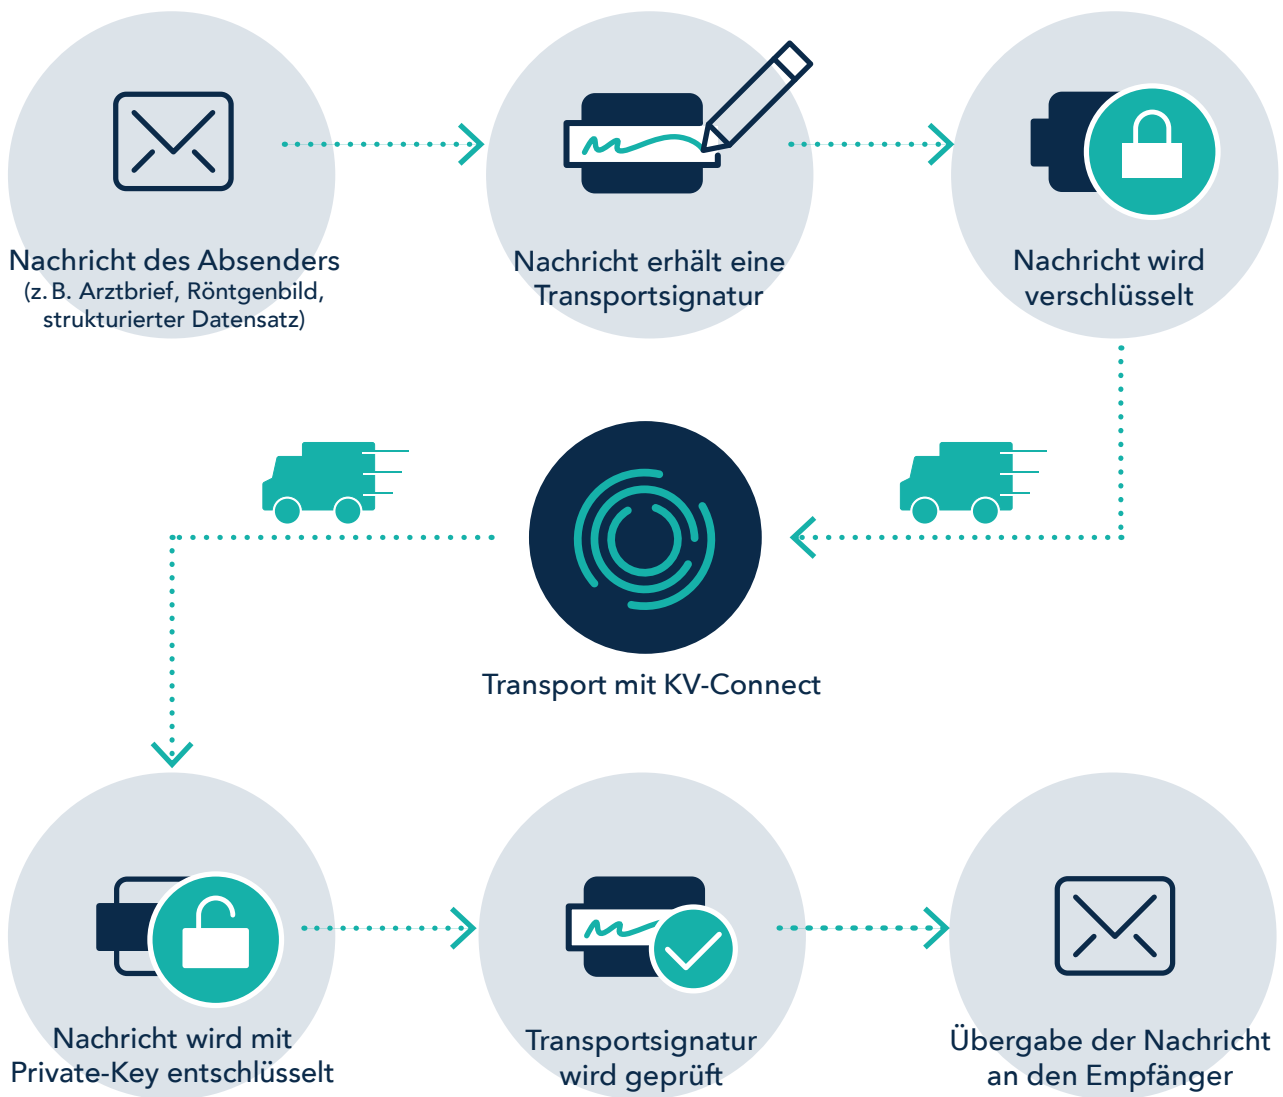 Nachricht des Absenders
(z. B. Arztbrief, Röntgenbild,
strukturierter Datensatz)
Nachricht erhält eine
Transportsignatur
Nachricht wird
verschlüsselt
Transport mit KV-Connect
Nachricht wird mit
Private-Key entschlüsselt
Transportsignatur
wird geprüft
Übergabe der Nachricht
an den Empfänger